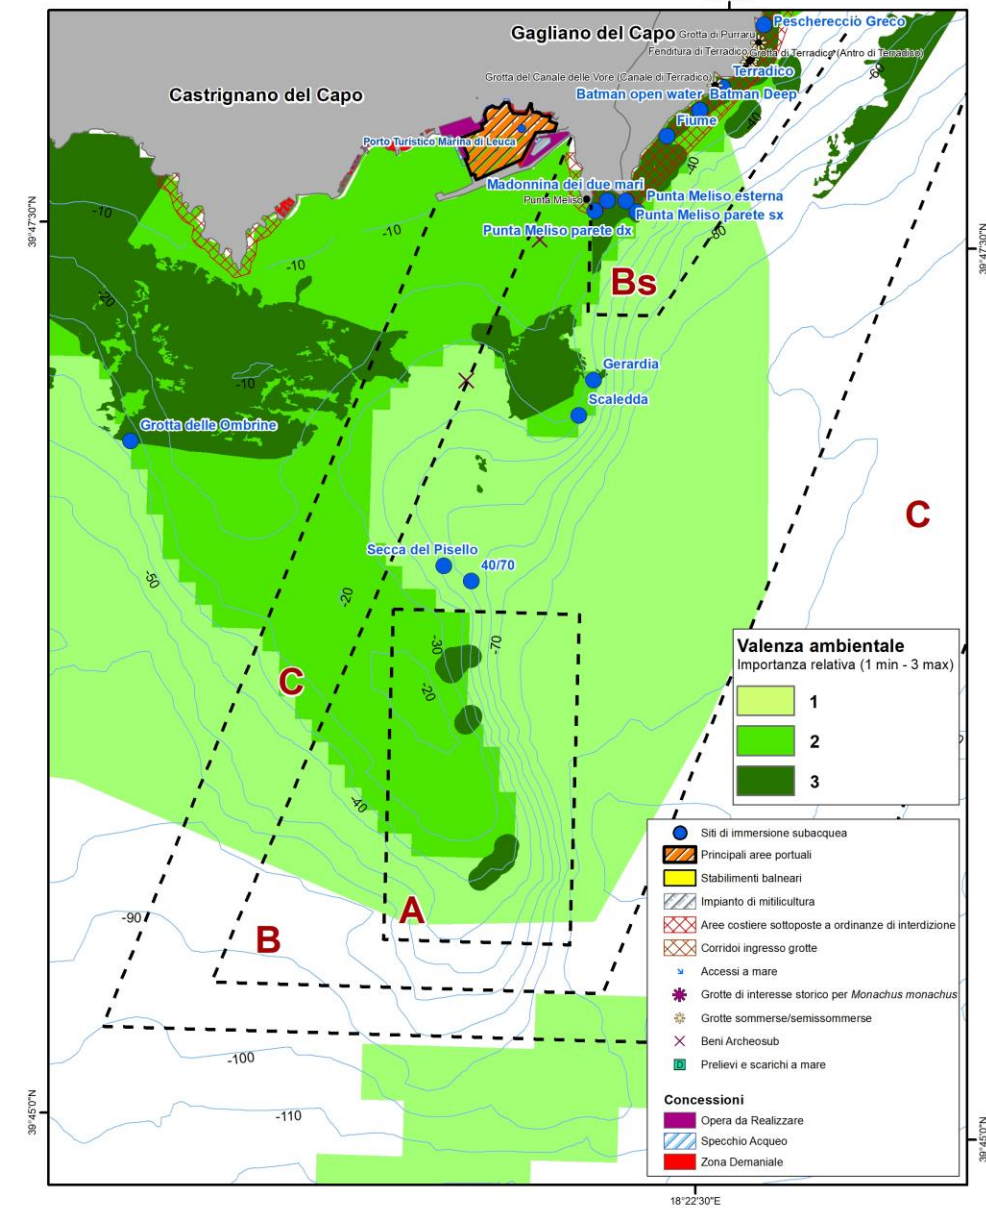 Peschereccio Greco
Gagliano del Capo
Grotta di Purraru
Fenditura di Terradico
Grotta di Terradico (Antro di Terradico)
Grotta del Canale delle Vore (Canale di Terradico)
Terradico
-60
Castrignano del Capo
Batman open water
Batman Deep
-40
Fiume
Porto Turistico Marina di Leuca
-40
Madonnina dei due mari
Punta Meliso
Punta Meliso esterna
Punta Meliso parete sx
Punta Meliso parete dx
-10
-10
-80
39°47'30"N
39°47'30"N
-10
Bs
-20
Gerardia
-10
Scaledda
Grotta delle Ombrine
C
Secca del Pisello
40/70
-50
-20
-30
-70
C
-20
-40
A
-90
B
-100
-110
39°45'0"N
39°45'0"N
18°22'30"E
Valenza ambientale
Importanza relativa (1 min - 3 max)
1
2
3
Siti di immersione subacquea
Principali aree portuali
Stabilimenti balneari
Impianto di mitilicultura
Aree costiere sottoposte a ordinanze di interdizione
Corridoi ingresso grotte
Accessi a mare
Grotte di interesse storico per Monachus monachus
Grotte sommerse/semissommerse
Beni Archeosub
D Prelievi e scarichi a mare
Concessioni
Opera da Realizzare
Specchio Acqueo
Zona Demaniale